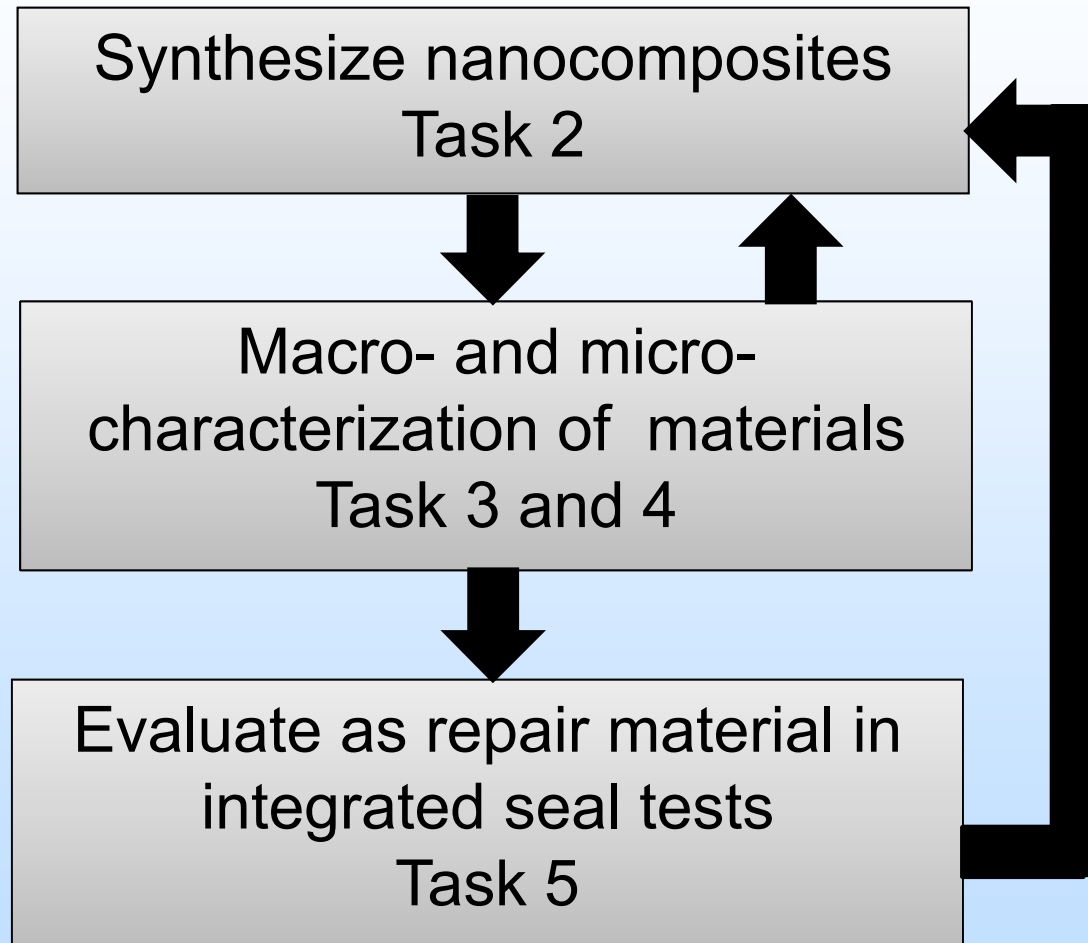 Synthesize nanocomposites
Task 2
Macro- and micro-
characterization of  materials
Task 3 and 4
Evaluate as repair material in
integrated seal tests
Task 5